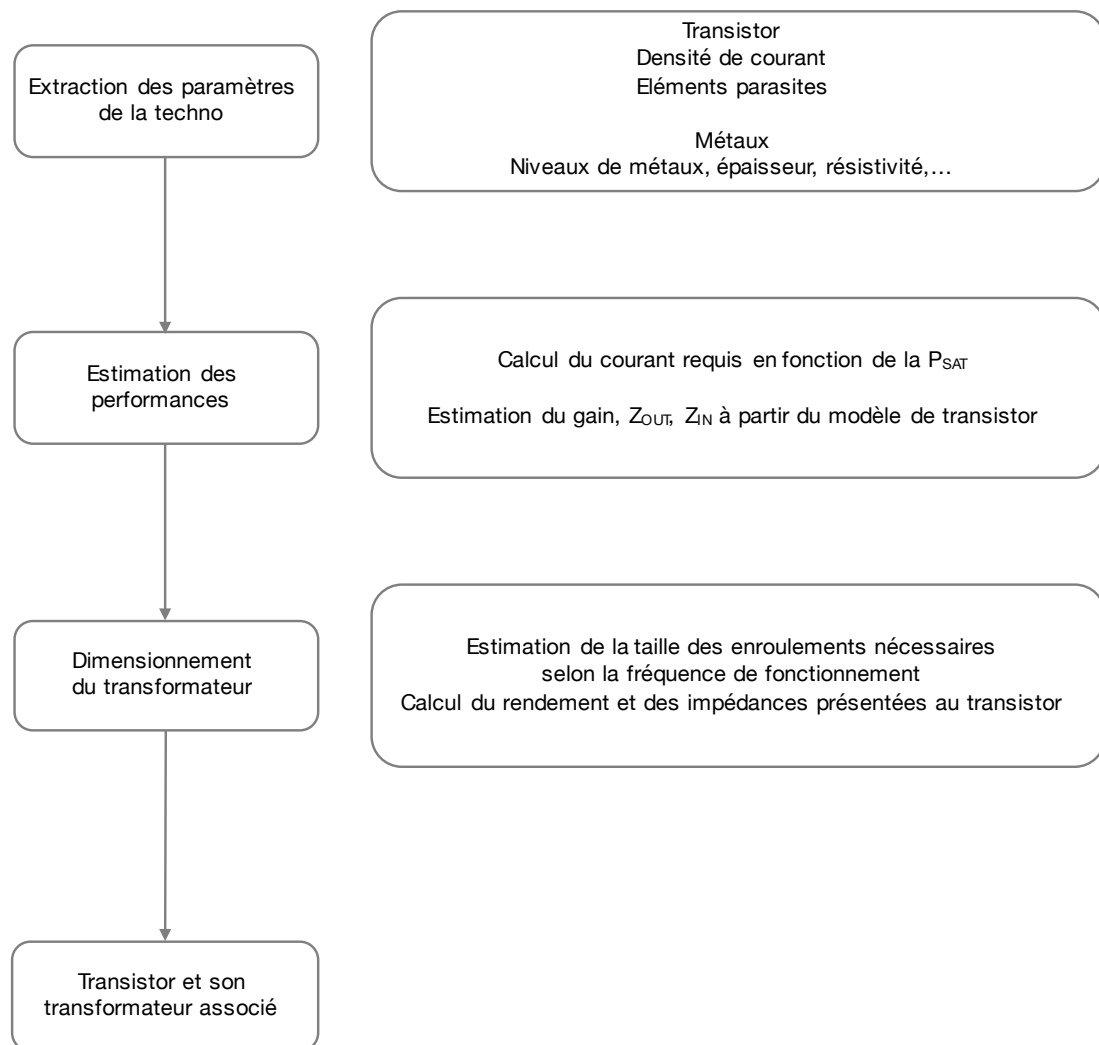 Extraction des paramètres
de la techno
Transistor
Densité de courant
Eléments parasites
Métaux
Niveaux de métaux, épaisseur, résistivité,…
Estimation des
performances
Calcul du courant requis en fonction de la PSAT
Estimation du gain, ZOUT, ZIN à partir du modèle de transistor
Dimensionnement
du transformateur
Estimation de la taille des enroulements nécessaires
selon la fréquence de fonctionnement
Calcul du rendement et des impédances présentées au transistor
Transistor et son
transformateur associé